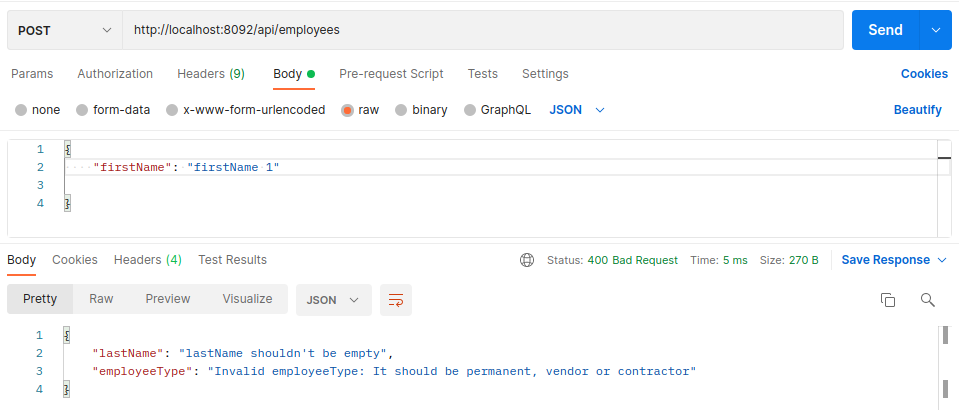 POST http://localhost:8092/api/employees Send
Params Authorization Headers (9) Body Pre-request Script Tests Settings Cookies
none form-data x-www-form-urlencoded raw binary GraphQL JSON Beautify
1 {
2 "firstName": "firstName 1"
3
4 }
Body Cookies Headers (4) Test Results Status: 400 Bad Request Time: 5 ms Size: 270 B Save Response
Pretty Raw Preview Visualize JSON
1 {
2 "lastName": "lastName shouldn't be empty",
3 "employeeType": "Invalid employeeType: It should be permanent, vendor or contractor"
4 }